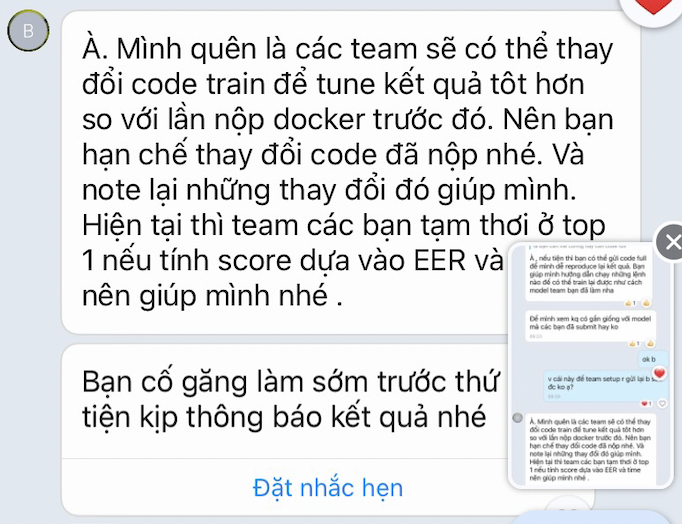 B
À. Mình quên là các team sẽ có thể thay
đổi code train để tune kết quả tôt hơn
so với lần nộp docker trước đó. Nên bạn
hạn chế thay đổi code đã nộp nhé. Và
note lại những thay đổi đó giúp mình.
Hiện tại thì team các bạn tạm thơi ở top
1 nếu tính score dựa vào EER và
nên giúp mình nhé .
Bạn cố găng làm sớm trước thứ
tiện kịp thông báo kết quả nhé
Đặt nhắc hẹn
À, nếu tiện thì bạn có thể gửi code full
để mình dễ reproduce lại kết quả. Bạn
giúp mình hướng dẫn chạy những lệnh
nào để có thể train lại được như cách
model team bạn đã làm nha
Để mình xem kq có gần giống với model
mà các bạn đã submit hay ko
ok b
v cái này để team setup r gửi lại b
đc ko ạ?
À. Mình quên là các team sẽ có thể thay
đổi code train để tune kết quả tôt hơn
so với lần nộp docker trước đó. Nên bạn
hạn chế thay đổi code đã nộp nhé. Và
note lại những thay đổi đó giúp mình.
Hiện tại thì team các bạn tạm thơi ở top
1 nếu tính score dựa vào EER và time
nên giúp mình nhé .